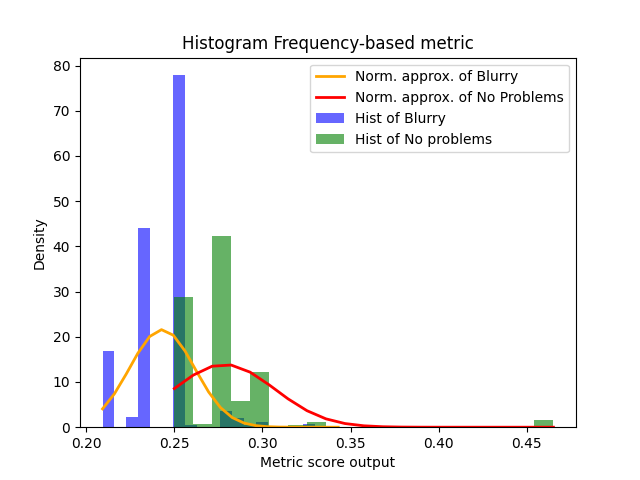 Histogram Frequency-based metric
Norm. approx. of Blurry
Norm. approx. of No Problems
Hist of Blurry
Hist of No problems
Density
80
70
60
50
40
30
20
10
0
0.20
0.25
0.30
0.35
0.40
0.45
Metric score output